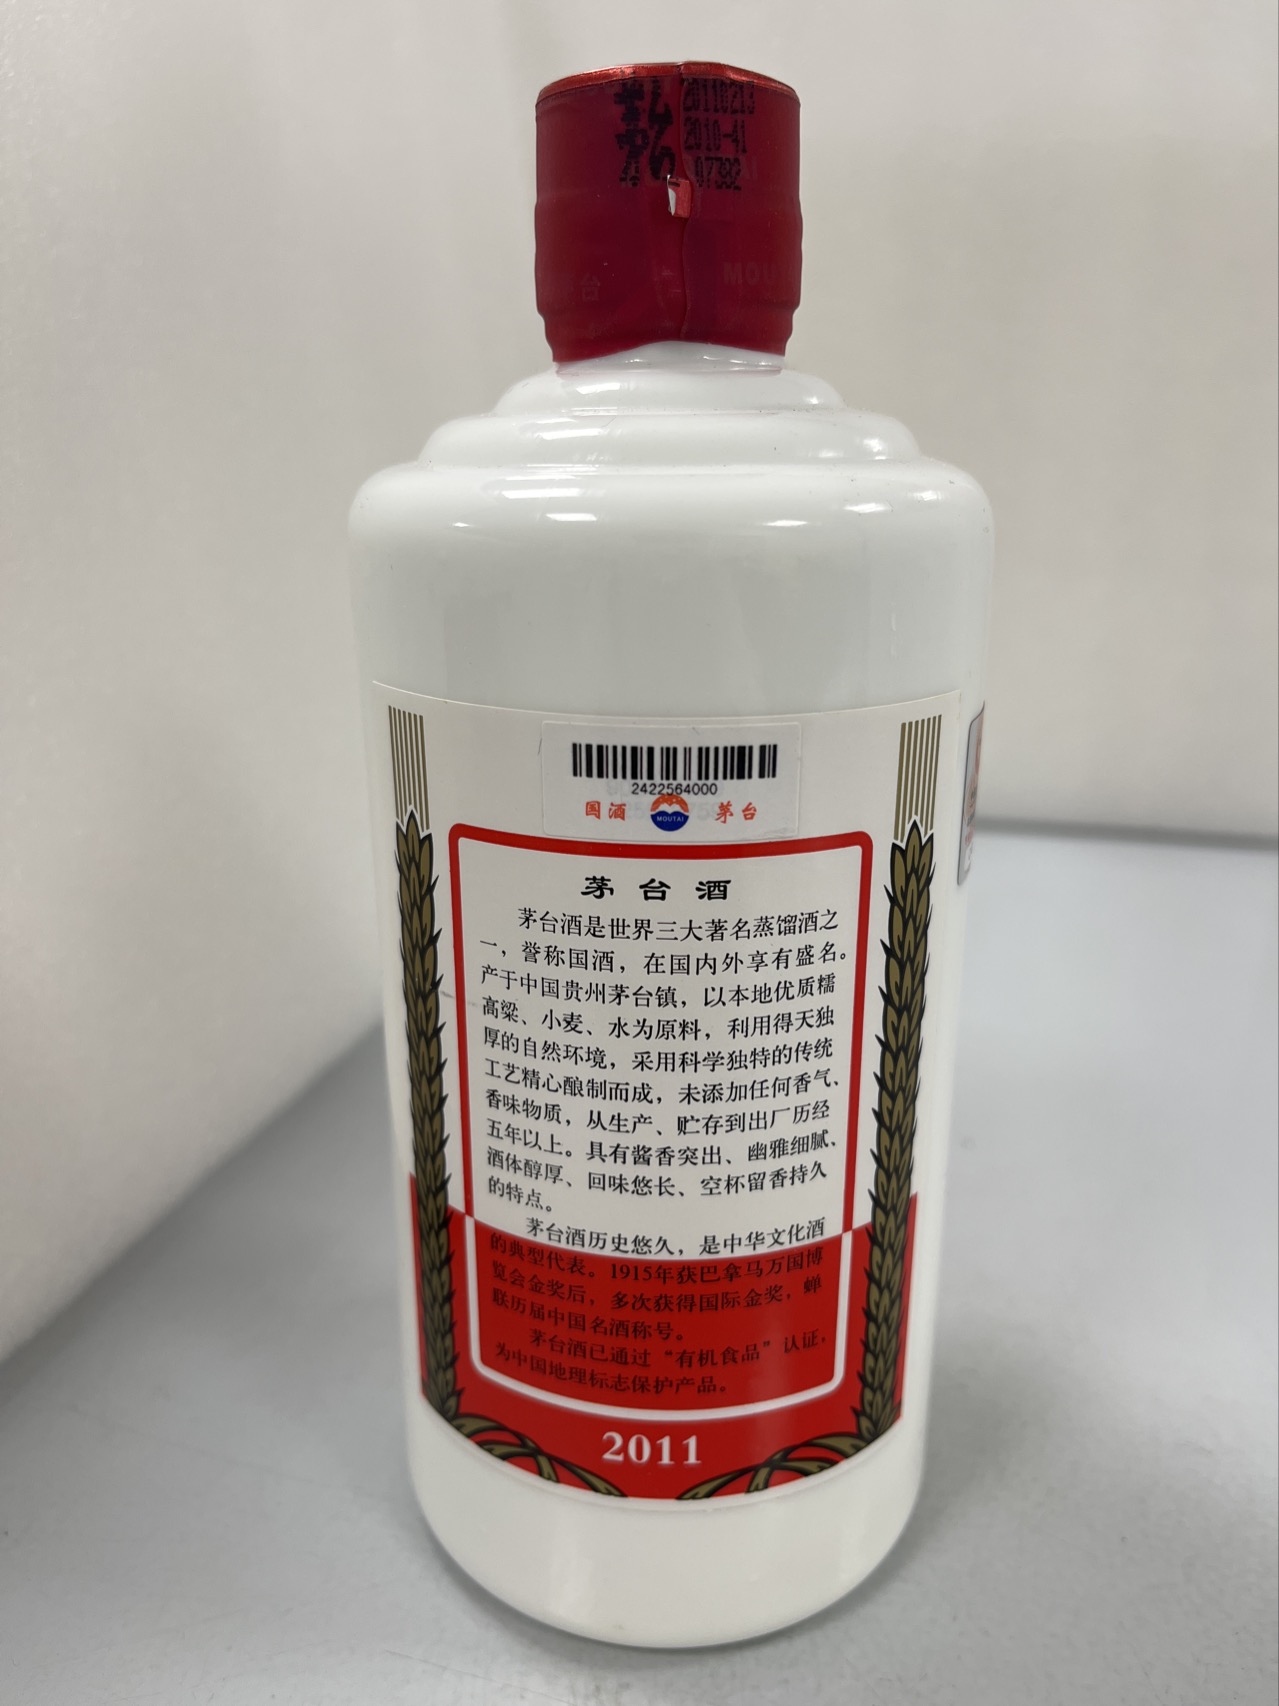 20110213
2010-41
07392
MOU
台
2422564000
国酒
MOUTAI
茅台
茅台酒
茅台酒是世界三大著名蒸馏酒之
一，誉称国酒，在国内外享有盛名。
产于中国贵州茅台镇，以本地优质糯
高粱、小麦、水为原料，利用得天独
厚的自然环境，采用科学独特的传统
工艺精心酿制而成，未添加任何香气、
香味物质，从生产、贮存到出厂历经
五年以上。具有酱香突出、幽雅细腻、
酒体醇厚、回味悠长、空杯留香持久
的特点。
茅台酒历史悠久，是中华文化酒
的典型代表。1915年获巴拿马万国博
览会金奖后，多次获得国际金奖，蝉
联历届中国名酒称号。
茅台酒已通过“有机食品”认证，
为中国地理标志保护产品。
2011